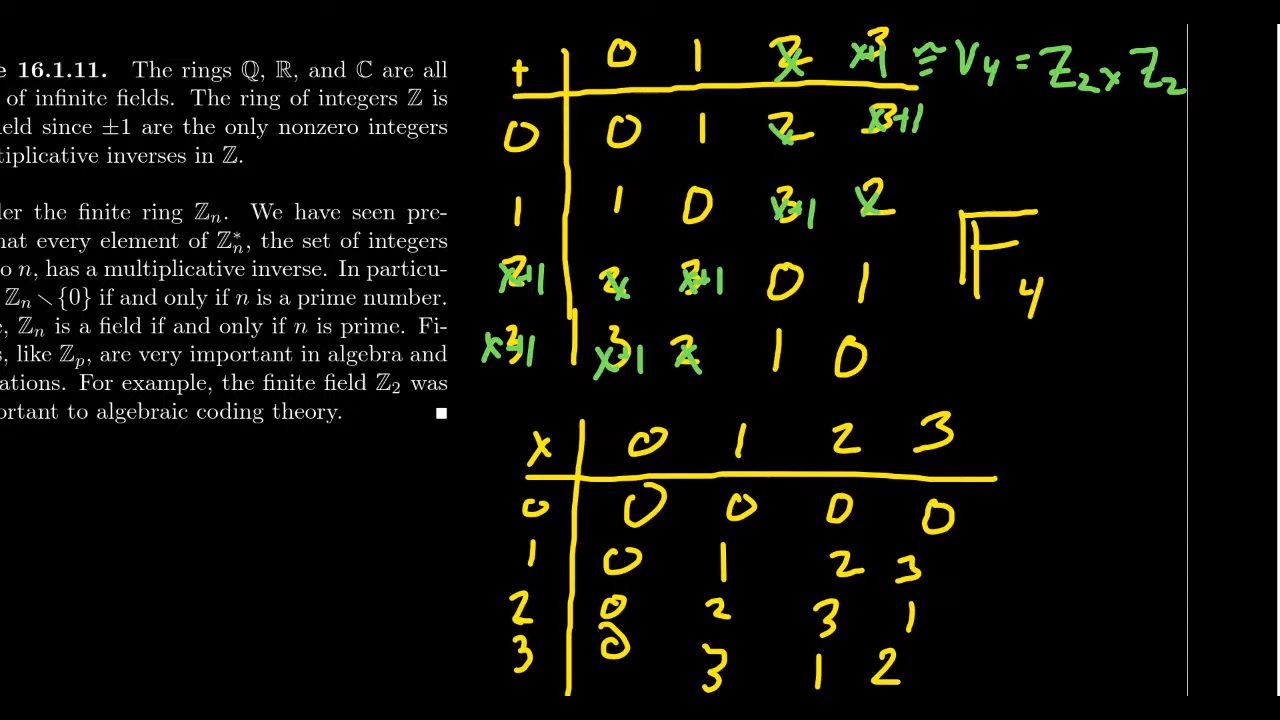 e 16.1.11. The rings ℚ, ℝ, and ℂ are all
of infinite fields. The ring of integers ℤ is
ield since ±1 are the only nonzero integers
tiplicative inverses in ℤ.
ler the finite ring ℤₙ. We have seen pre-
hat every element of ℤₙ*, the set of integers
o n, has a multiplicative inverse. In particu-
ℤₙ ∖ {0} if and only if n is a prime number.
e, ℤₙ is a field if and only if n is prime. Fi-
s, like ℤₚ, are very important in algebra and
ations. For example, the finite field ℤ₂ was
portant to algebraic coding theory.
+ 0 1 x x+1 ≅ V4 = Z2 x Z2
0 0 1 x x+1
1 1 0 x+1 x
x+1 x x+1 0 1
x+1 x+1 x 1 0
F4
x 0 1 2 3
0 0 0 0 0
1 0 1 2 3
2 0 2 3 1
3 0 3 1 2